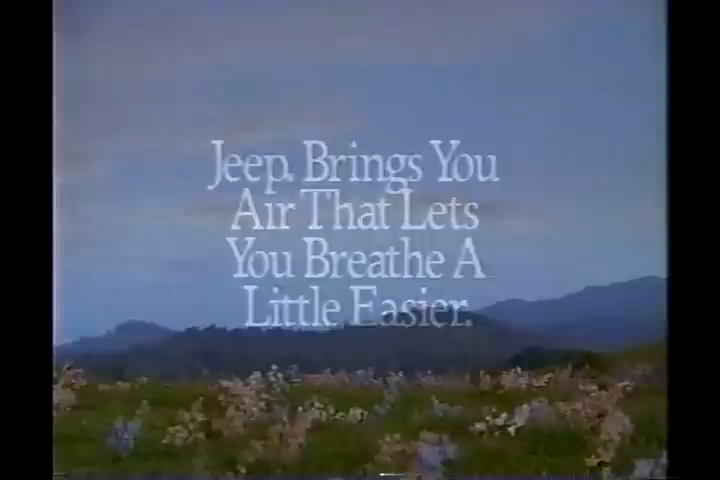 Jeep. Brings You
Air That Lets
You Breathe A
Little Easier.